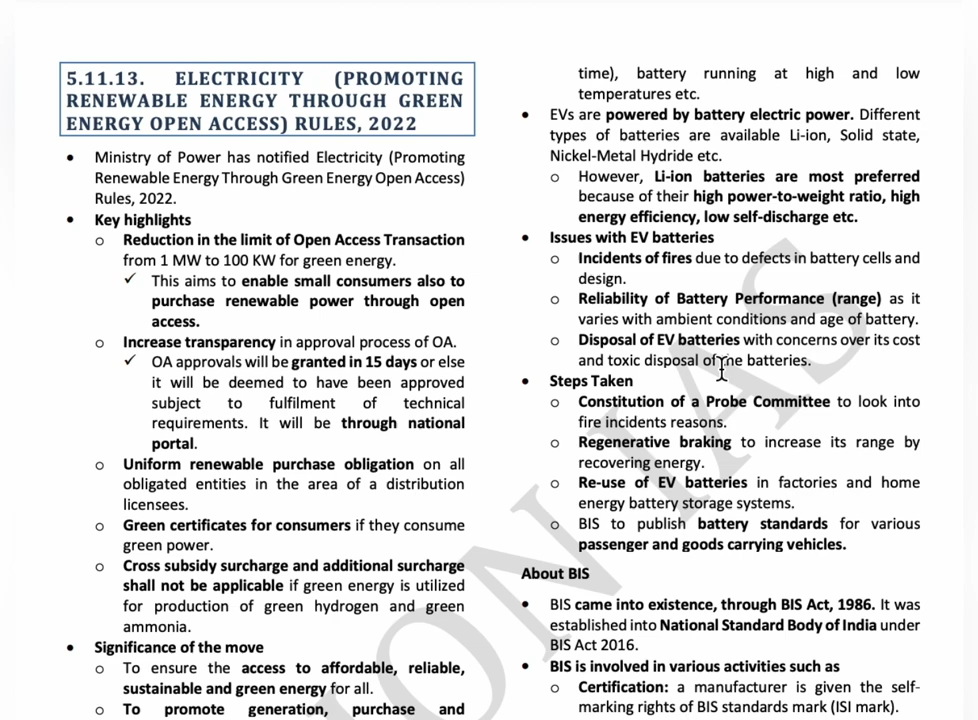 5.11.13. ELECTRICITY (PROMOTING
RENEWABLE ENERGY THROUGH GREEN
ENERGY OPEN ACCESS) RULES, 2022
• Ministry of Power has notified Electricity (Promoting
Renewable Energy Through Green Energy Open Access)
Rules, 2022.
• Key highlights
o Reduction in the limit of Open Access Transaction
from 1 MW to 100 KW for green energy.
✓ This aims to enable small consumers also to
purchase renewable power through open
access.
o Increase transparency in approval process of OA.
✓ OA approvals will be granted in 15 days or else
it will be deemed to have been approved
subject to fulfilment of technical
requirements. It will be through national
portal.
o Uniform renewable purchase obligation on all
obligated entities in the area of a distribution
licensees.
o Green certificates for consumers if they consume
green power.
o Cross subsidy surcharge and additional surcharge
shall not be applicable if green energy is utilized
for production of green hydrogen and green
ammonia.
• Significance of the move
o To ensure the access to affordable, reliable,
sustainable and green energy for all.
o To promote generation, purchase and
time), battery running at high and low
temperatures etc.
• EVs are powered by battery electric power. Different
types of batteries are available Li-ion, Solid state,
Nickel-Metal Hydride etc.
o However, Li-ion batteries are most preferred
because of their high power-to-weight ratio, high
energy efficiency, low self-discharge etc.
• Issues with EV batteries
o Incidents of fires due to defects in battery cells and
design.
o Reliability of Battery Performance (range) as it
varies with ambient conditions and age of battery.
o Disposal of EV batteries with concerns over its cost
and toxic disposal of the batteries.
• Steps Taken
o Constitution of a Probe Committee to look into
fire incidents reasons.
o Regenerative braking to increase its range by
recovering energy.
o Re-use of EV batteries in factories and home
energy battery storage systems.
o BIS to publish battery standards for various
passenger and goods carrying vehicles.
About BIS
• BIS came into existence, through BIS Act, 1986. It was
established into National Standard Body of India under
BIS Act 2016.
• BIS is involved in various activities such as
o Certification: a manufacturer is given the self-
marking rights of BIS standards mark (ISI mark).
ION IAS